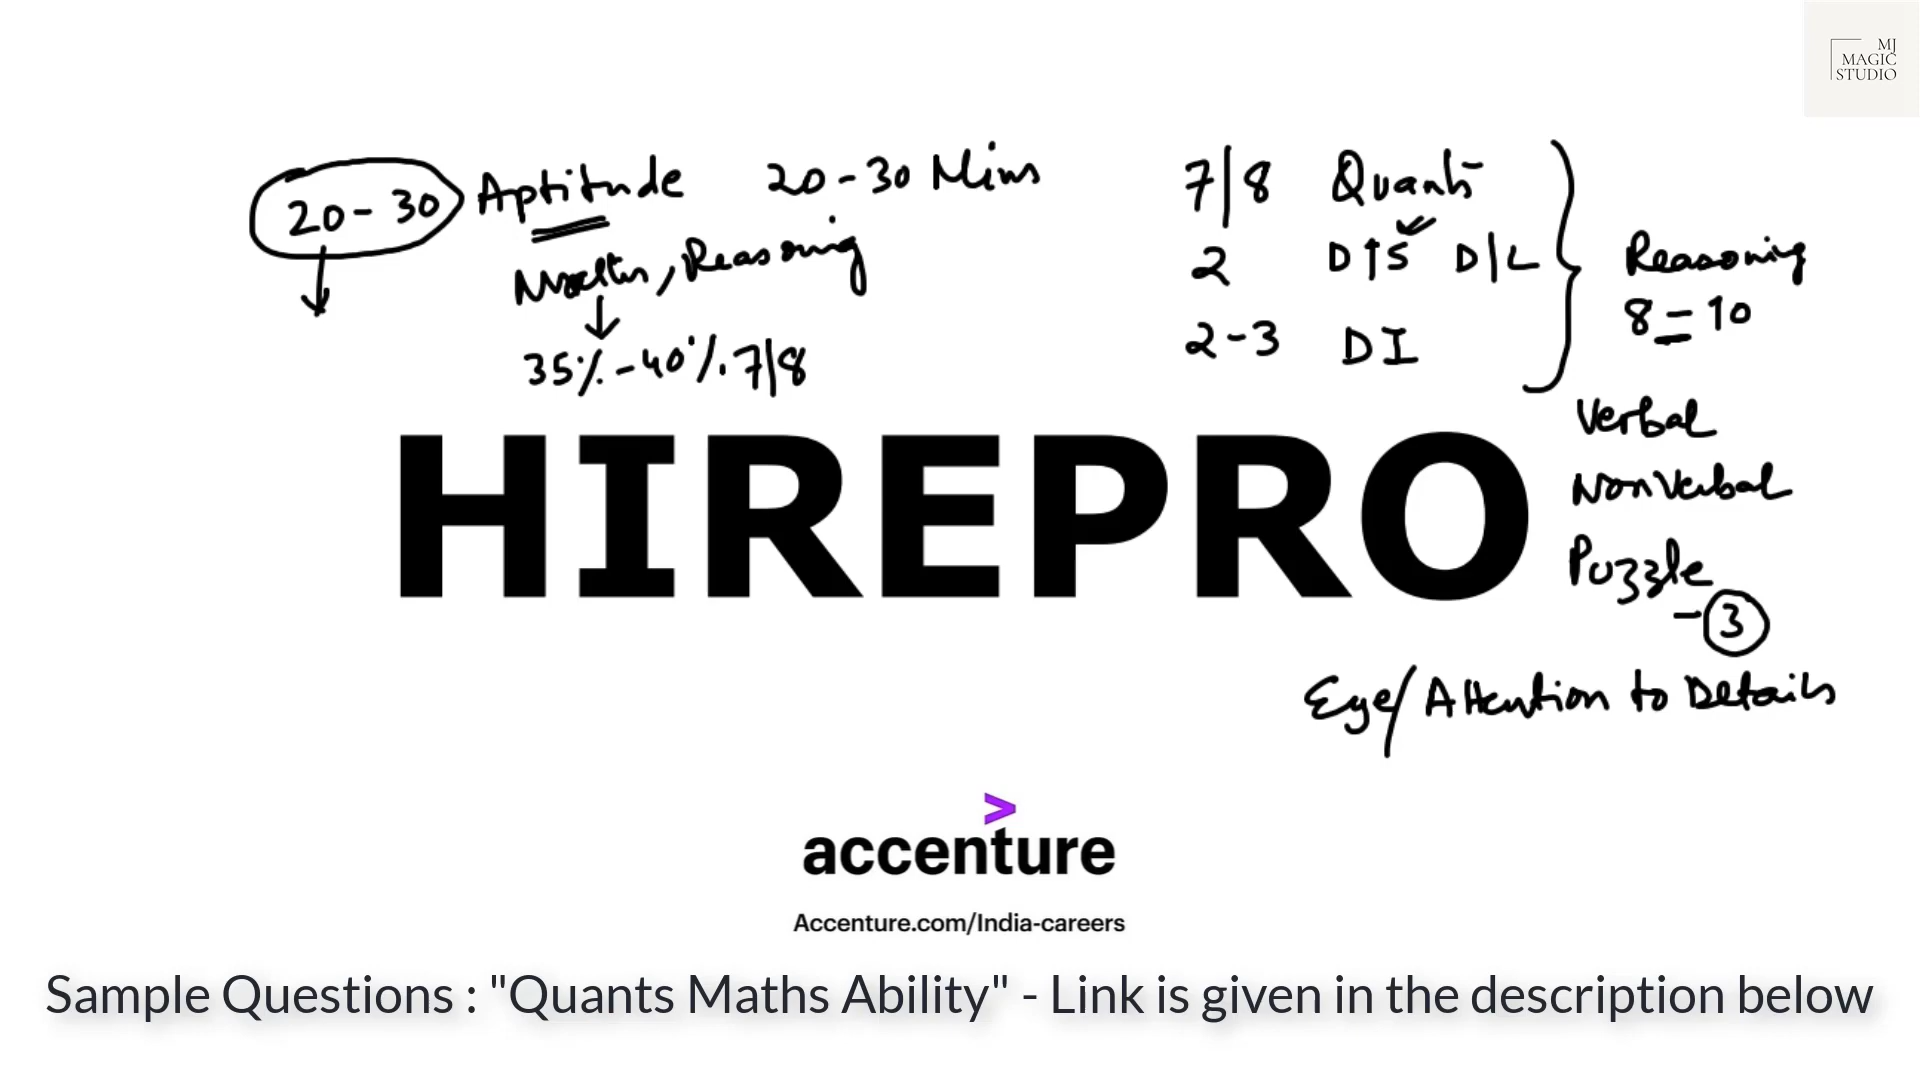 MJ
MAGIC
STUDIO
20-30 Aptitude 20-30 Mins
Maths, Reasoning
35%-40% 7/8
7/8 Quants
2 D/S D/L
2-3 DI
Reasoning
8=10
Verbal
NonVerbal
Puzzle
-3
Eye/Attention to Details
HIREPRO
>
accenture
Accenture.com/India-careers
Sample Questions : "Quants Maths Ability" - Link is given in the description below